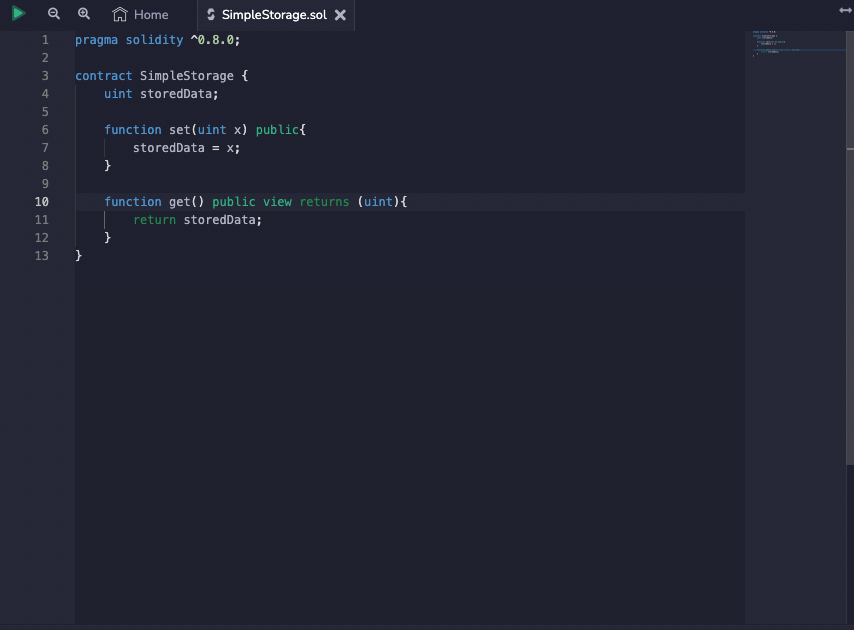 Home
SimpleStorage.sol
1 pragma solidity ^0.8.0;
2
3 contract SimpleStorage {
4     uint storedData;
5
6     function set(uint x) public{
7         storedData = x;
8     }
9
10     function get() public view returns (uint){
11         return storedData;
12     }
13 }